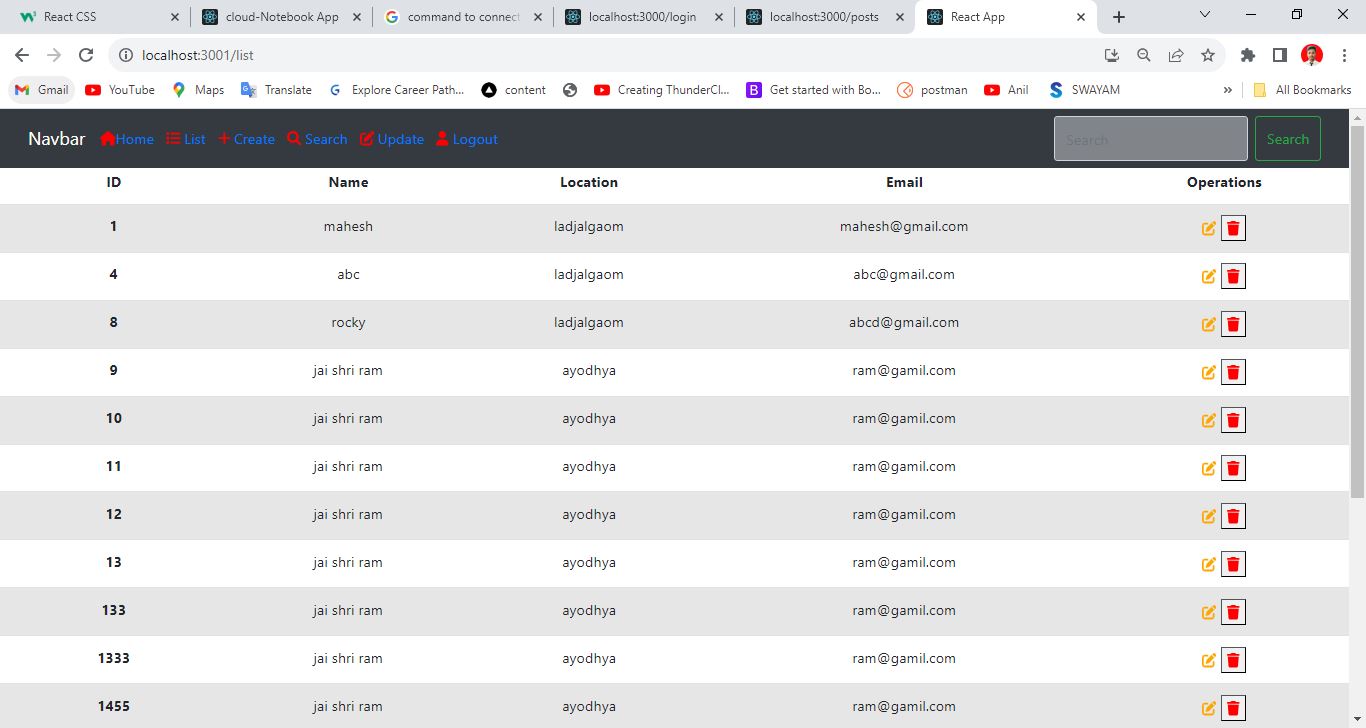 React CSS cloud-Notebook App command to connect localhost:3000/login localhost:3000/posts React App
localhost:3001/list
Gmail YouTube Maps Translate Explore Career Path... content Creating ThunderCl... Get started with Bo... postman Anil SWAYAM » All Bookmarks
Navbar Home List Create Search Update Logout Search Search
ID Name Location Email Operations
1 mahesh ladjalgaom mahesh@gmail.com
4 abc ladjalgaom abc@gmail.com
8 rocky ladjalgaom abcd@gmail.com
9 jai shri ram ayodhya ram@gamil.com
10 jai shri ram ayodhya ram@gamil.com
11 jai shri ram ayodhya ram@gamil.com
12 jai shri ram ayodhya ram@gamil.com
13 jai shri ram ayodhya ram@gamil.com
133 jai shri ram ayodhya ram@gamil.com
1333 jai shri ram ayodhya ram@gamil.com
1455 jai shri ram ayodhya ram@gamil.com